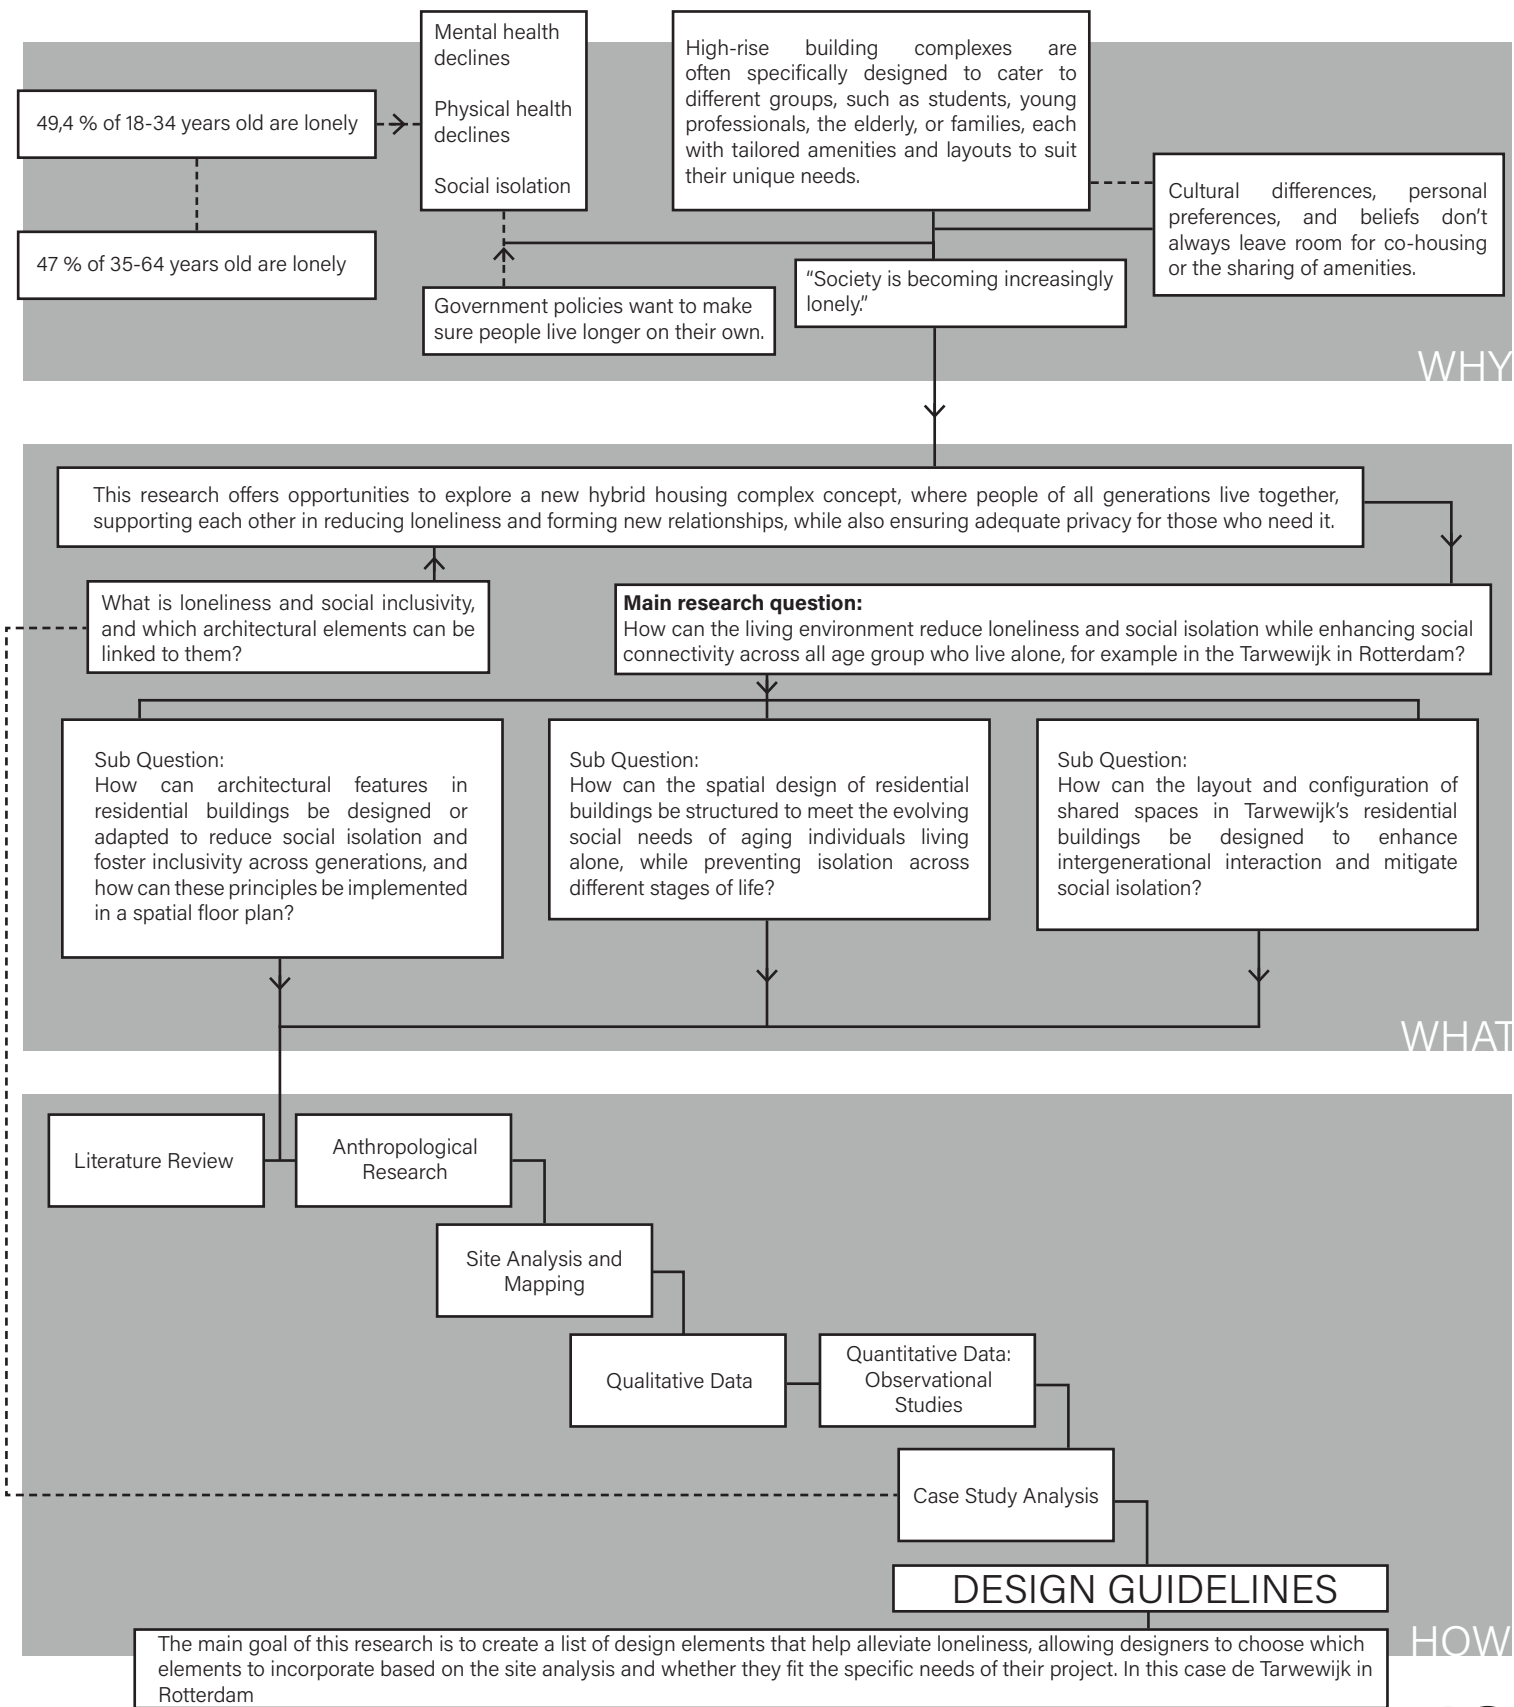 Mental health
declines
Physical health
declines
Social isolation
High-rise building complexes are
often specifically designed to cater to
different groups, such as students, young
professionals, the elderly, or families, each
with tailored amenities and layouts to suit
their unique needs.
49,4 % of 18-34 years old are lonely
47 % of 35-64 years old are lonely
Cultural differences, personal
preferences, and beliefs don't
always leave room for co-housing
or the sharing of amenities.
"Society is becoming increasingly
lonely."
Government policies want to make
sure people live longer on their own.
WHY
This research offers opportunities to explore a new hybrid housing complex concept, where people of all generations live together,
supporting each other in reducing loneliness and forming new relationships, while also ensuring adequate privacy for those who need it.
What is loneliness and social inclusivity,
and which architectural elements can be
linked to them?
Main research question:
How can the living environment reduce loneliness and social isolation while enhancing social
connectivity across all age group who live alone, for example in the Tarwewijk in Rotterdam?
Sub Question:
How can architectural features in
residential buildings be designed or
adapted to reduce social isolation and
foster inclusivity across generations, and
how can these principles be implemented
in a spatial floor plan?
Sub Question:
How can the spatial design of residential
buildings be structured to meet the evolving
social needs of aging individuals living
alone, while preventing isolation across
different stages of life?
Sub Question:
How can the layout and configuration of
shared spaces in Tarwewijk's residential
buildings be designed to enhance
intergenerational interaction and mitigate
social isolation?
WHAT
Literature Review
Anthropological
Research
Site Analysis and
Mapping
Qualitative Data
Quantitative Data:
Observational
Studies
Case Study Analysis
DESIGN GUIDELINES
HOW
The main goal of this research is to create a list of design elements that help alleviate loneliness, allowing designers to choose which
elements to incorporate based on the site analysis and whether they fit the specific needs of their project. In this case de Tarwewijk in
Rotterdam